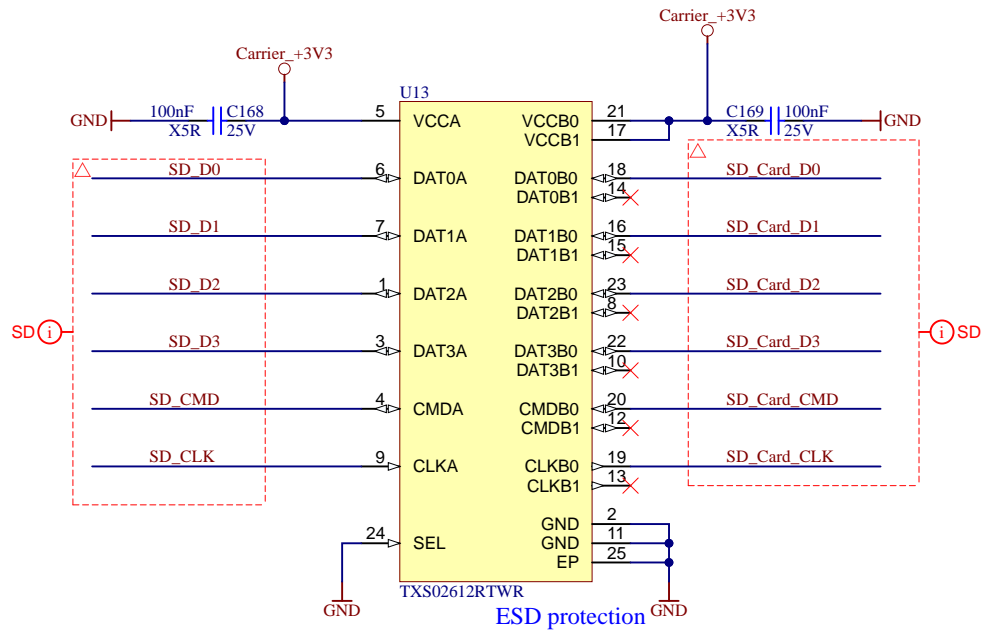 Carrier_+3V3
Carrier_+3V3
U13
GND
100nF
C168
X5R
25V
5
VCCA
VCCB0
21
VCCB1
17
C169
100nF
X5R
25V
GND
SD_D0
6
DAT0A
DAT0B0
18
SD_Card_D0
DAT0B1
14
SD_D1
7
DAT1A
DAT1B0
16
SD_Card_D1
DAT1B1
15
SD_D2
1
DAT2A
DAT2B0
23
SD_Card_D2
DAT2B1
8
SD i
i SD
SD_D3
3
DAT3A
DAT3B0
22
SD_Card_D3
DAT3B1
10
SD_CMD
4
CMDA
CMDB0
20
SD_Card_CMD
CMDB1
12
SD_CLK
9
CLKA
CLKB0
19
SD_Card_CLK
CLKB1
13
GND
2
24
SEL
GND
11
EP
25
TXS02612RTWR
GND
ESD protection
GND